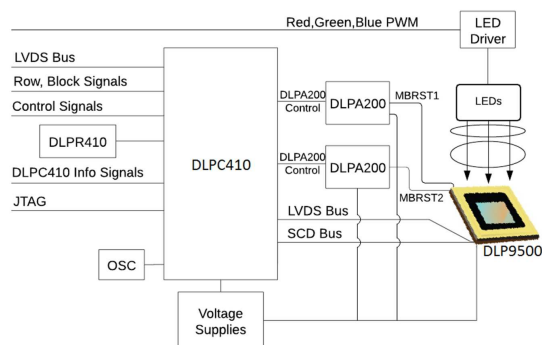 Red,Green,Blue PWM
LED
Driver
LVDS Bus
Row, Block Signals
Control Signals
DLPR410
DLPC410 Info Signals
JTAG
OSC
DLPC410
Voltage
Supplies
DLPA200
Control
DLPA200
MBRST1
DLPA200
Control
DLPA200
MBRST2
LVDS Bus
SCD Bus
LEDs
DLP9500